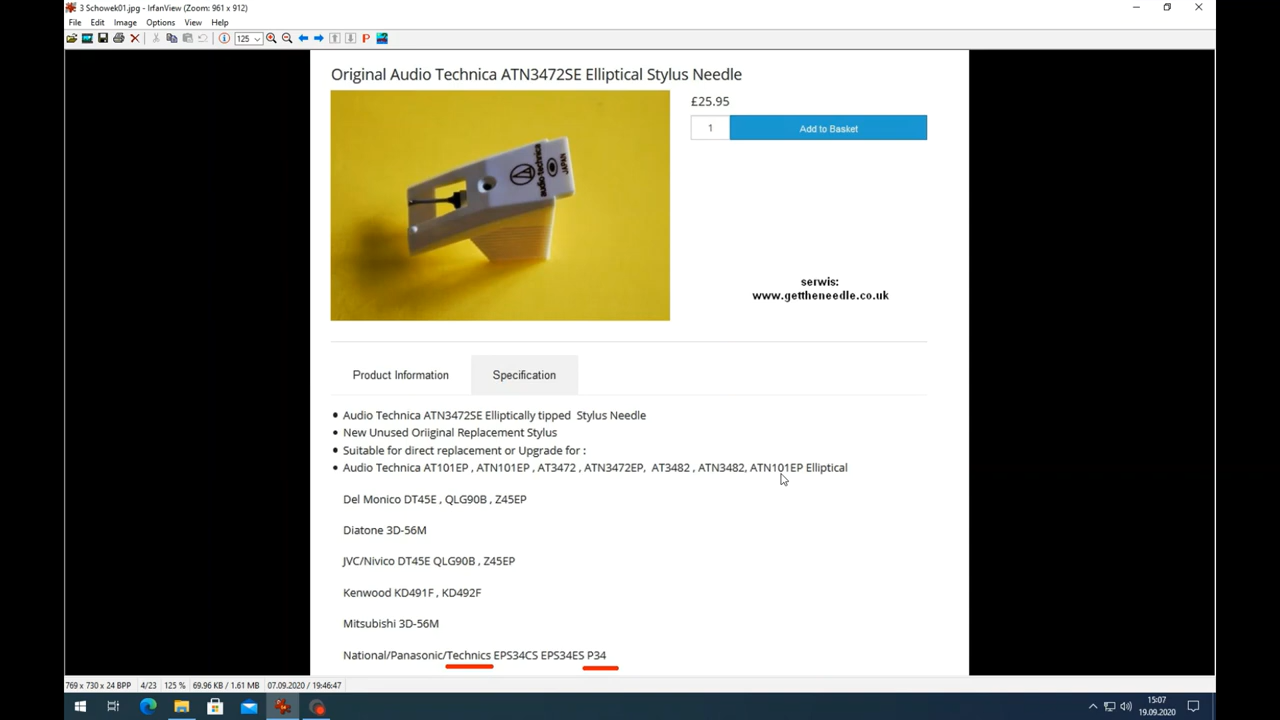 3 Schowek01.jpg - IrfanView (Zoom: 961 x 912)
File Edit Image Options View Help
125
Original Audio Technica ATN3472SE Elliptical Stylus Needle
£25.95
1 Add to Basket
audio-technica
JAPAN
serwis:
www.gettheneedle.co.uk
Product Information Specification
• Audio Technica ATN3472SE Elliptically tipped Stylus Needle
• New Unused Oriiginal Replacement Stylus
• Suitable for direct replacement or Upgrade for :
• Audio Technica AT101EP , ATN101EP , AT3472 , ATN3472EP, AT3482 , ATN3482, ATN101EP Elliptical
Del Monico DT45E , QLG90B , Z45EP
Diatone 3D-56M
JVC/Nivico DT45E QLG90B , Z45EP
Kenwood KD491F , KD492F
Mitsubishi 3D-56M
National/Panasonic/Technics EPS34CS EPS34ES P34
769 x 730 x 24 BPP 4/23 125 % 69.96 KB / 1.61 MB 07.09.2020 / 19:46:47
15:07
19.09.2020